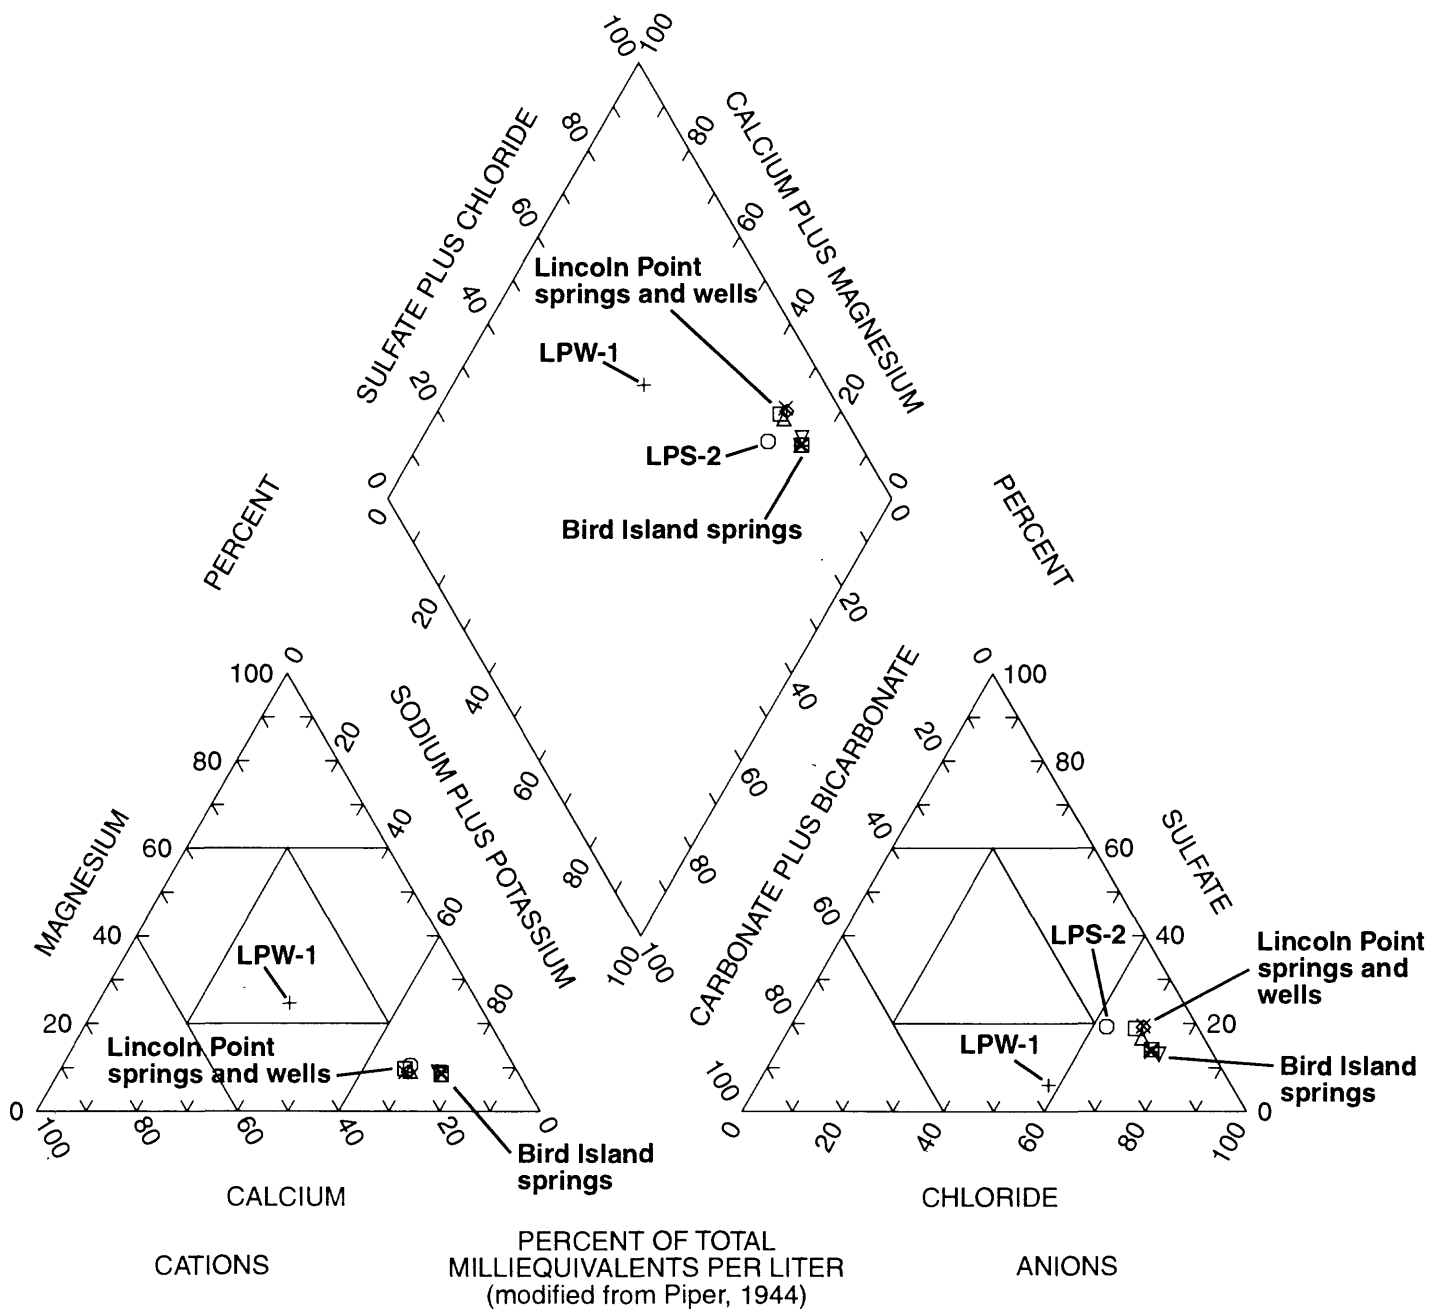 100 100
SULFATE PLUS CHLORIDE
CALCIUM PLUS MAGNESIUM
80 80
60 60
40 40
20 20
0 0
Lincoln Point
springs and wells
LPW-1
LPS-2
Bird Island springs
PERCENT
PERCENT
0 0
20 20
40 40
60 60
80 80
100 100
MAGNESIUM
SODIUM PLUS POTASSIUM
100 0
80 20
60 40
40 60
20 80
0 0
LPW-1
Lincoln Point
springs and wells
Bird Island
springs
100 80 60 40 20
CALCIUM
CATIONS
CARBONATE PLUS BICARBONATE
SULFATE
0 100
20 80
40 60
60 40
80 20
100 0
LPS-2
Lincoln Point
springs and
wells
LPW-1
Bird Island
springs
0 20 40 60 80 100
CHLORIDE
ANIONS
PERCENT OF TOTAL
MILLIEQUIVALENTS PER LITER
(modified from Piper, 1944)